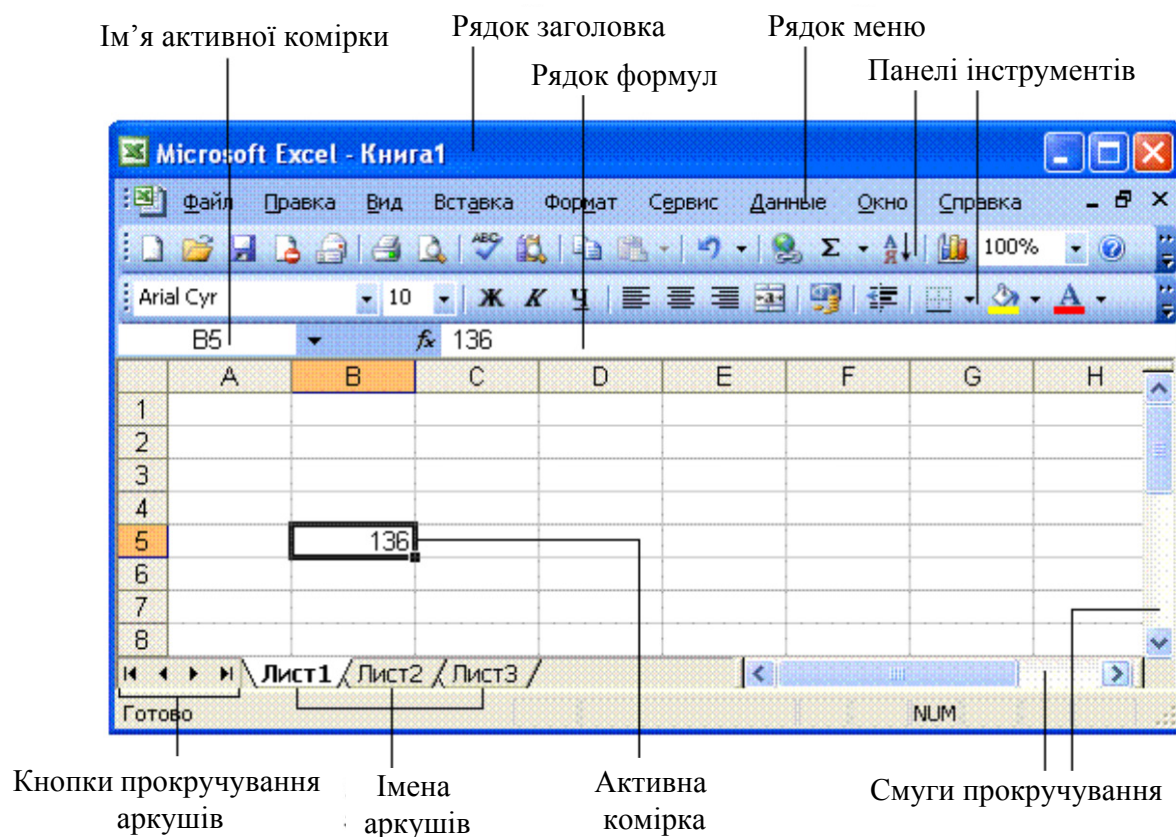 Ім’я активної комірки
Рядок заголовка
Рядок меню
Рядок формул
Панелі інструментів
Microsoft Excel - Книга1
Файл Правка Вид Вставка Формат Сервис Данные Окно Справка
ABC Σ А Я 100%
Arial Cyr 10 Ж К Ч a A
B5 fx 136
A B C D E F G H
1
2
3
4
5 136
6
7
8
Лист1 Лист2 Лист3
Готово NUM
Кнопки прокручування аркушів
Імена аркушів
Активна комірка
Смуги прокручування